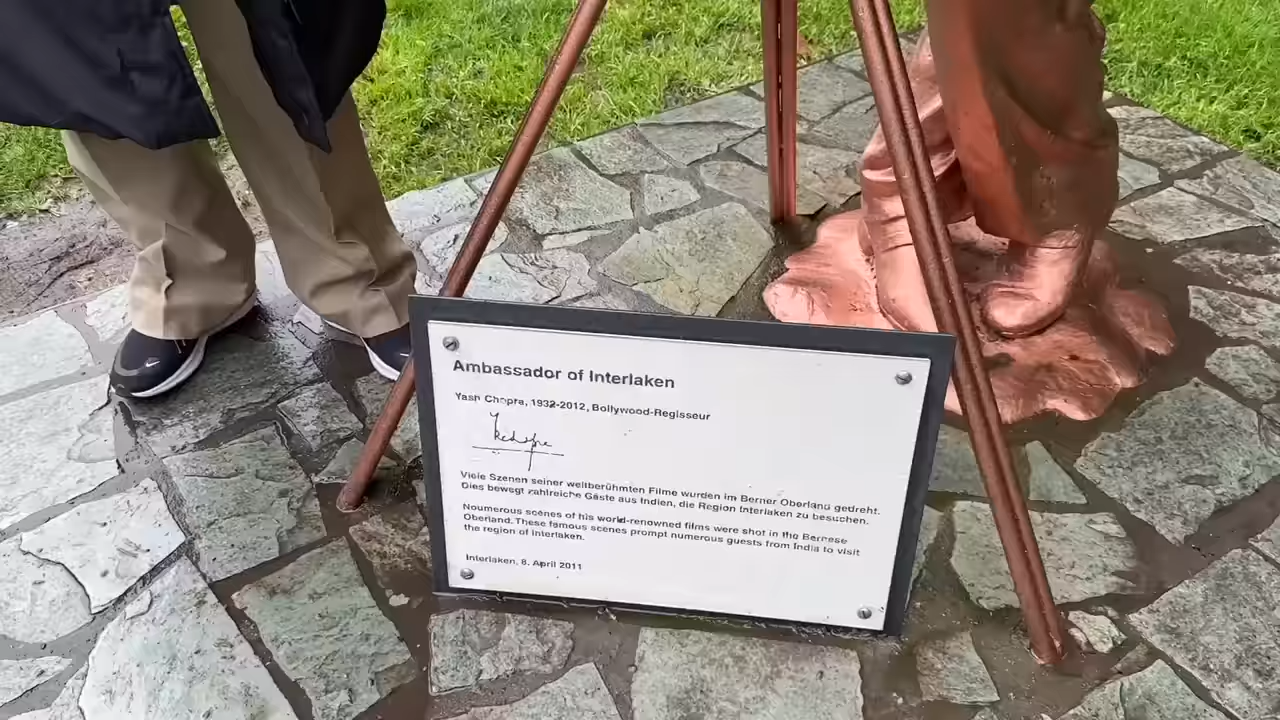 Ambassador of Interlaken
Yash Chopra, 1932-2012, Bollywood-Regisseur
Viele Szenen seiner weltberühmten Filme wurden im Berner Oberland gedreht.
Dies bewegt zahlreiche Gäste aus Indien, die Region Interlaken zu besuchen.
Noumerous scenes of his world-renowned films were shot in the Bernese
Oberland. These famous scenes prompt numerous guests from India to visit
the region of Interlaken.
Interlaken, 8. April 2011